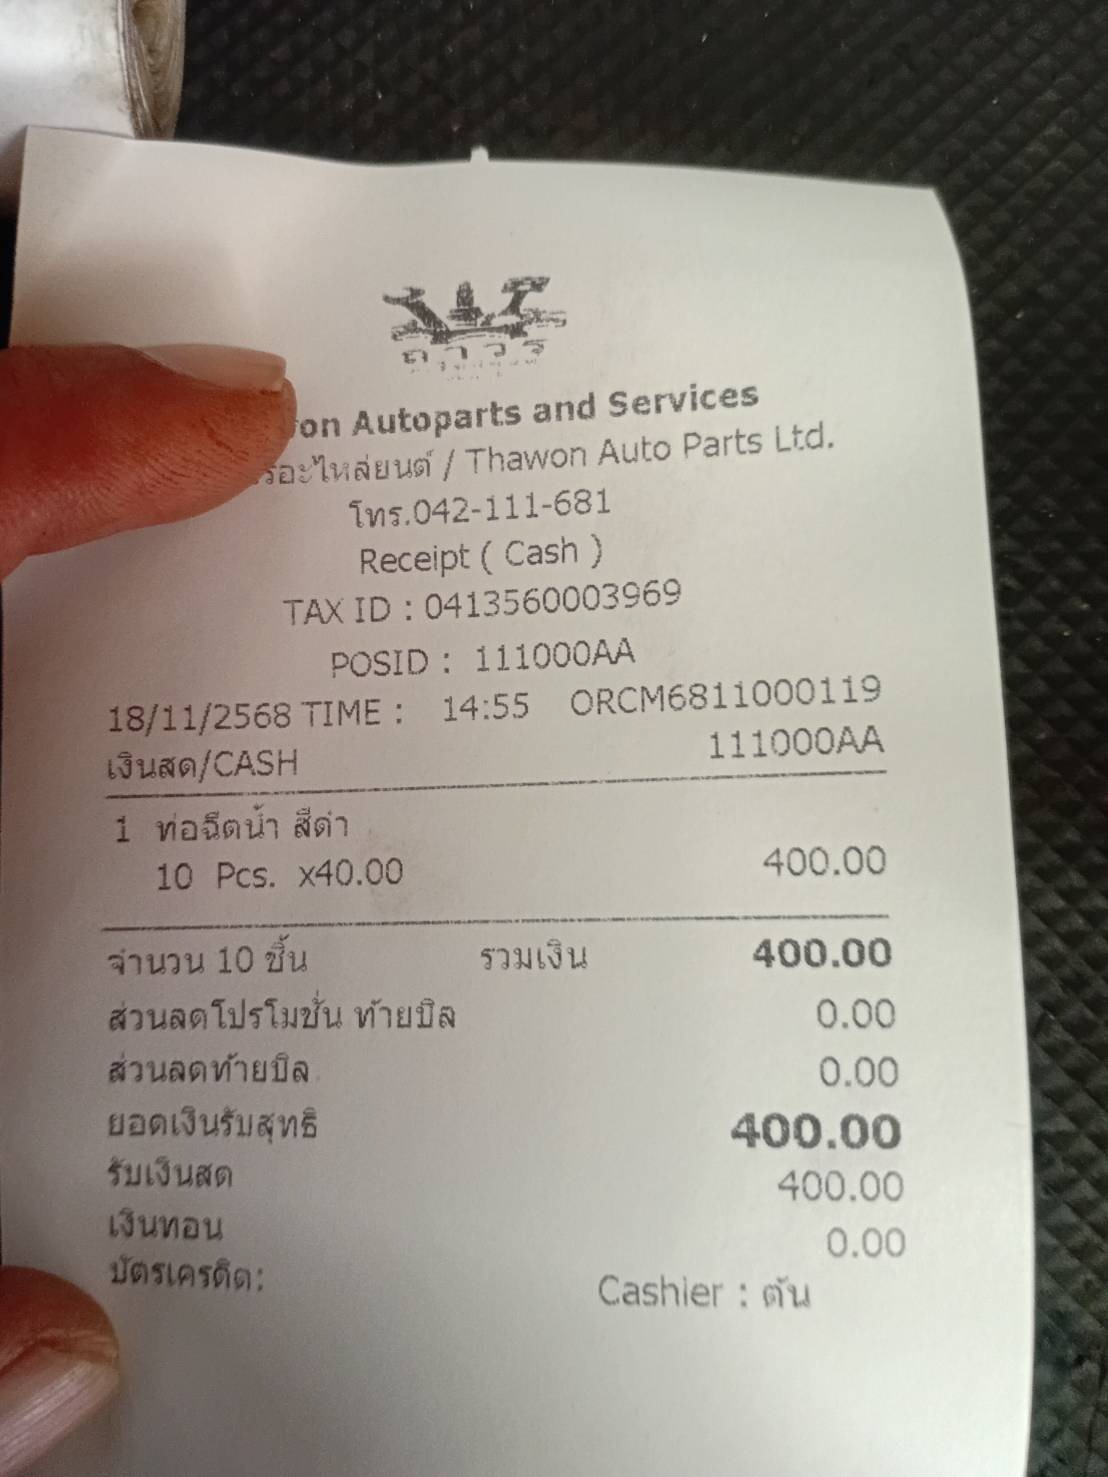 ถาวร
on Autoparts and Services
รอะไหล่ยนต์ / Thawon Auto Parts Ltd.
โทร.042-111-681
Receipt ( Cash )
TAX ID : 0413560003969
POSID : 111000AA
18/11/2568 TIME : 14:55 ORCM6811000119
เงินสด/CASH 111000AA
1 ท่อฉีดน้ำ สีดำ
10 Pcs. x40.00 400.00
จำนวน 10 ชิ้น รวมเงิน 400.00
ส่วนลดโปรโมชั่น ท้ายบิล 0.00
ส่วนลดท้ายบิล 0.00
ยอดเงินรับสุทธิ 400.00
รับเงินสด 400.00
เงินทอน 0.00
บัตรเครดิต:
Cashier : ตัน